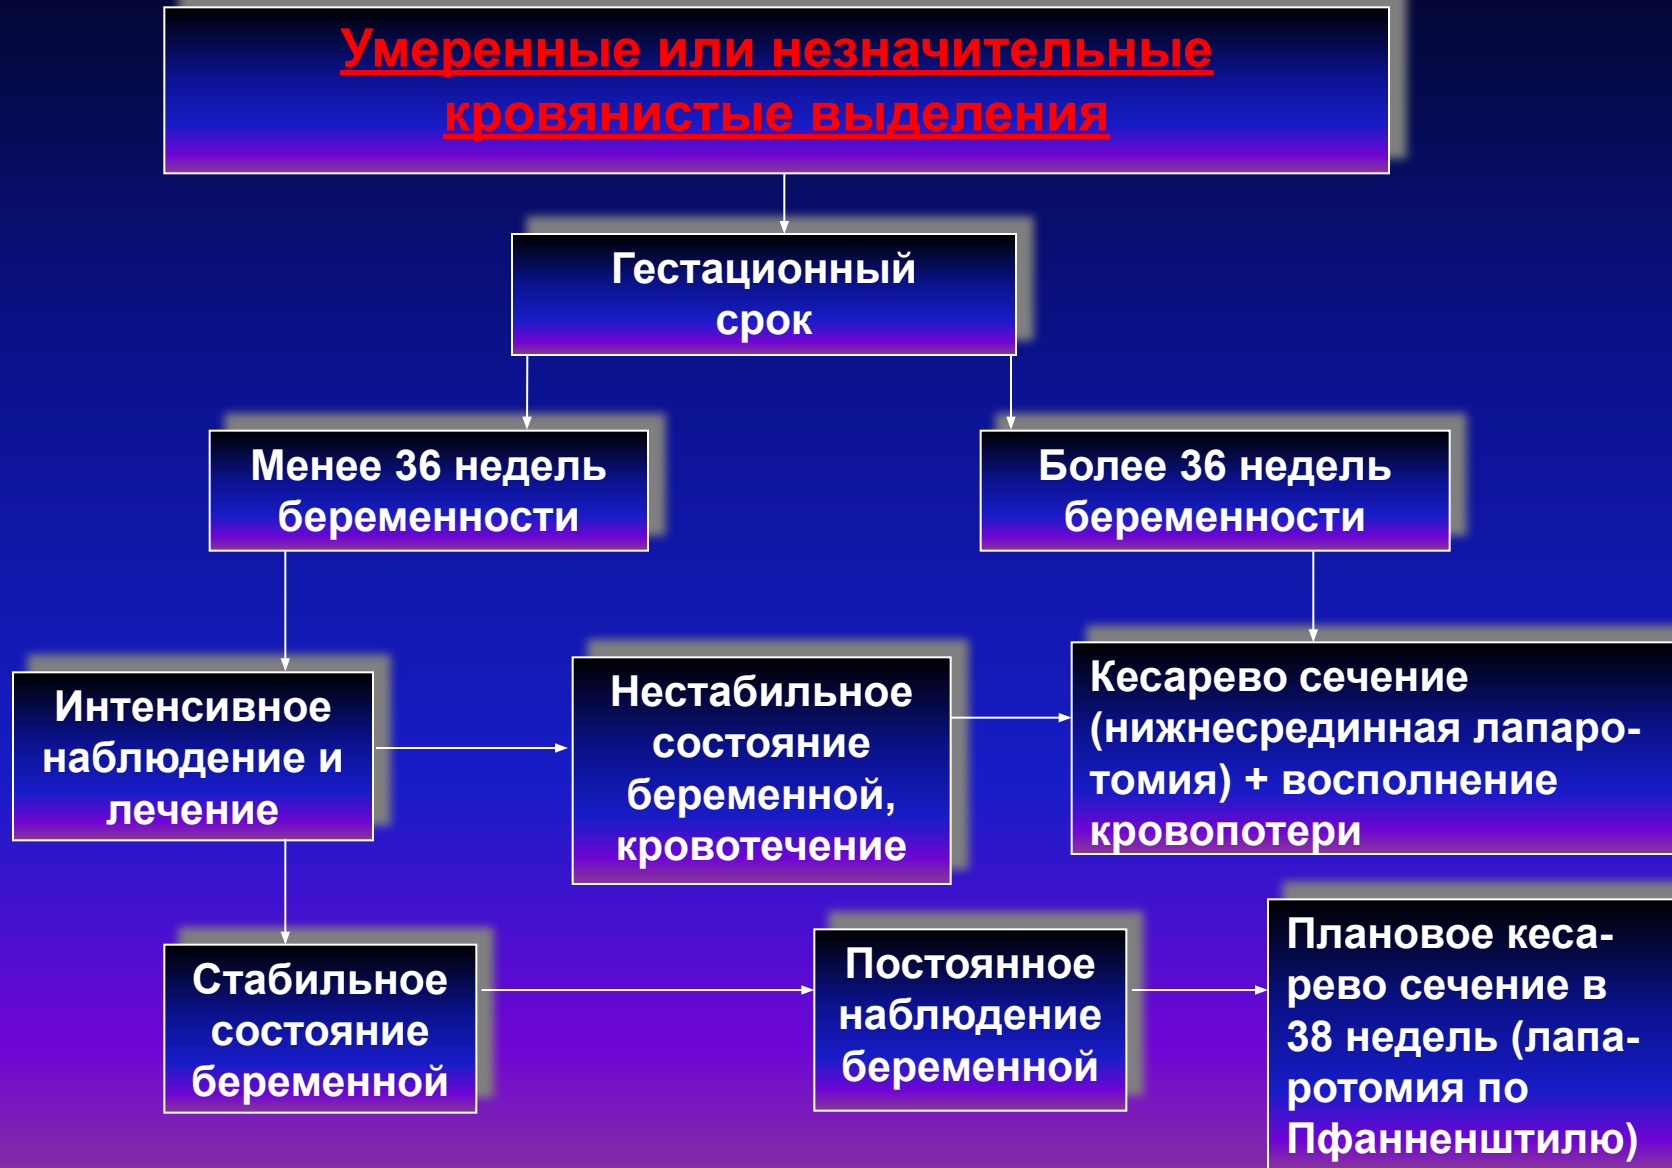 Умеренные или незначительные
кровянистые выделения
Гестационный
срок
Менее 36 недель
беременности
Более 36 недель
беременности
Интенсивное
наблюдение и
лечение
Нестабильное
состояние
беременной,
кровотечение
Кесарево сечение
(нижнесрединная лапаро-
томия) + восполнение
кровопотери
Стабильное
состояние
беременной
Постоянное
наблюдение
беременной
Плановое кеса-
рево сечение в
38 недель (лапа-
ротомия по
Пфанненштилю)